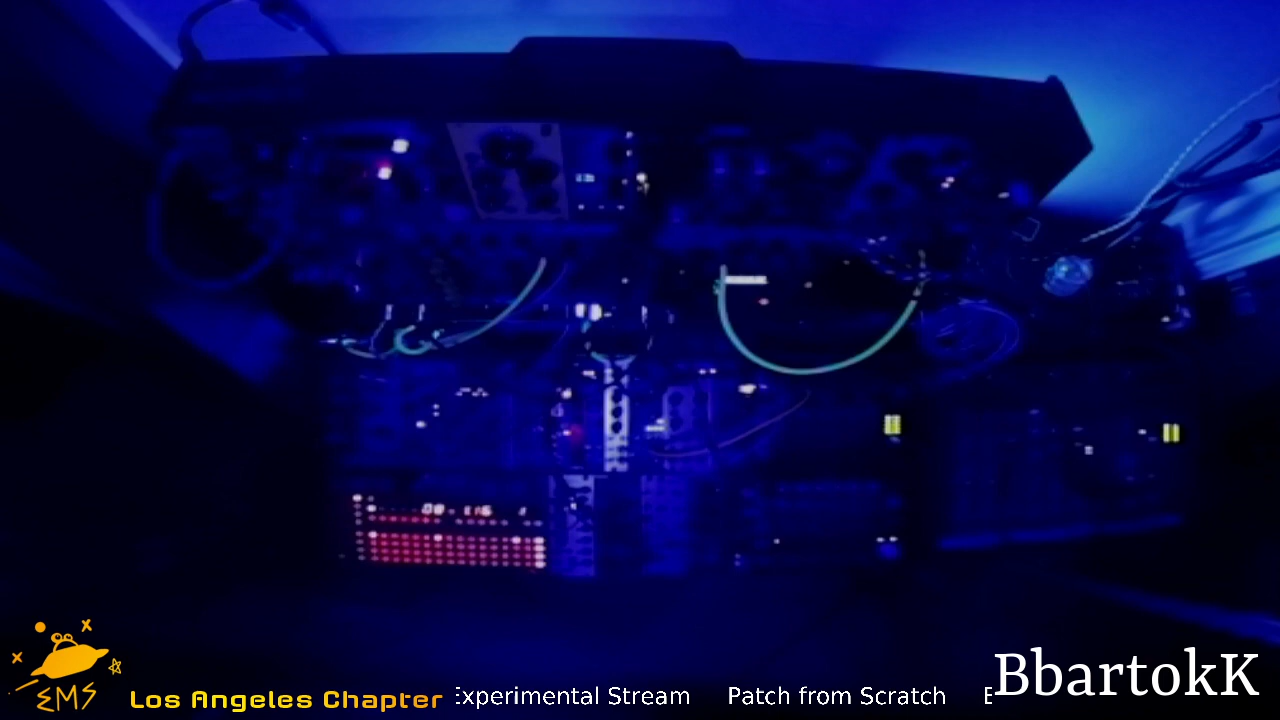 EMS
Los Angeles Chapter
Experimental Stream Patch from Scratch
BbartokK